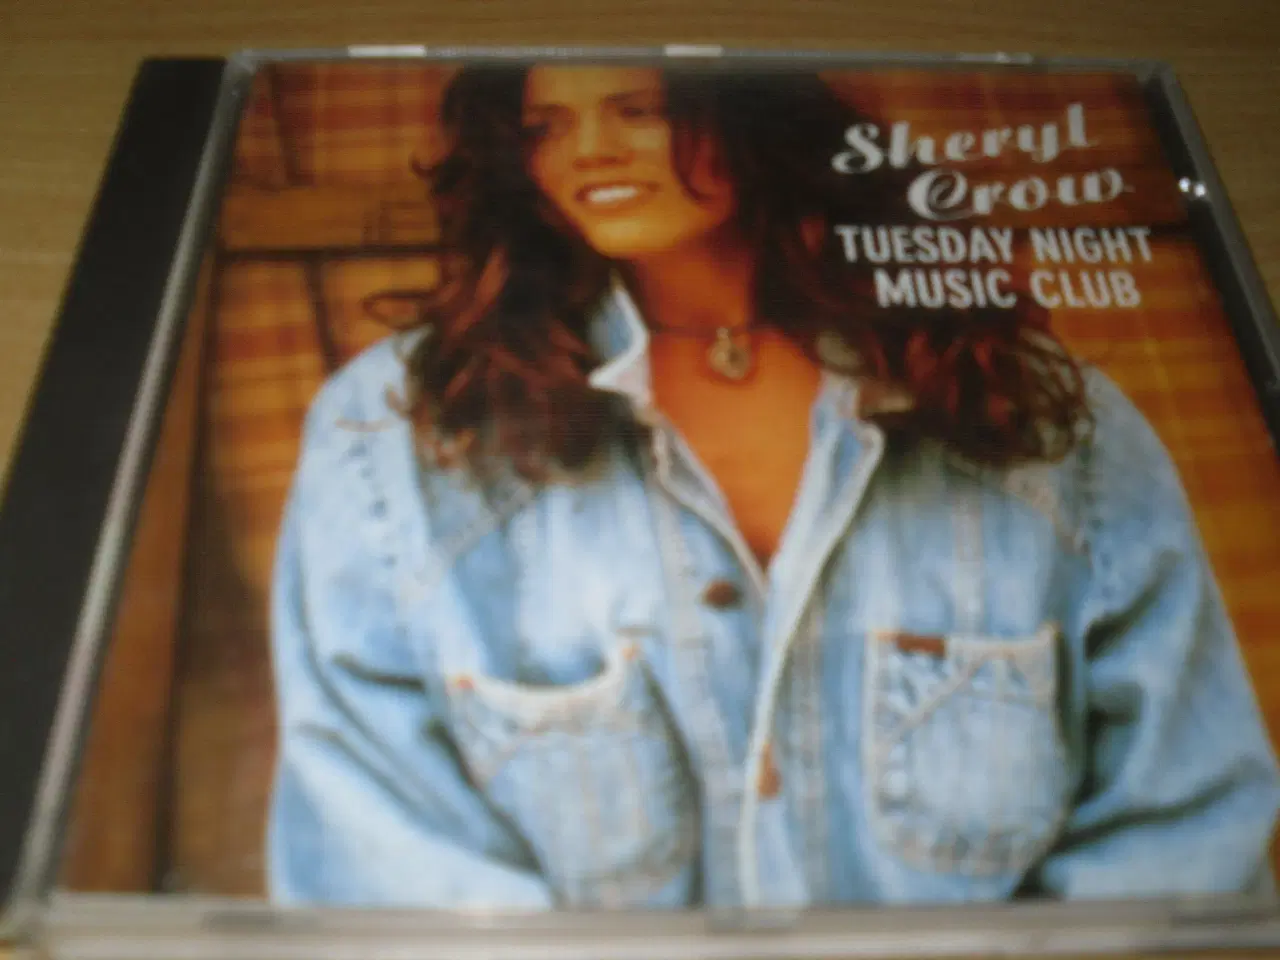 Sheryl
Crow
TUESDAY NIGHT
MUSIC CLUB